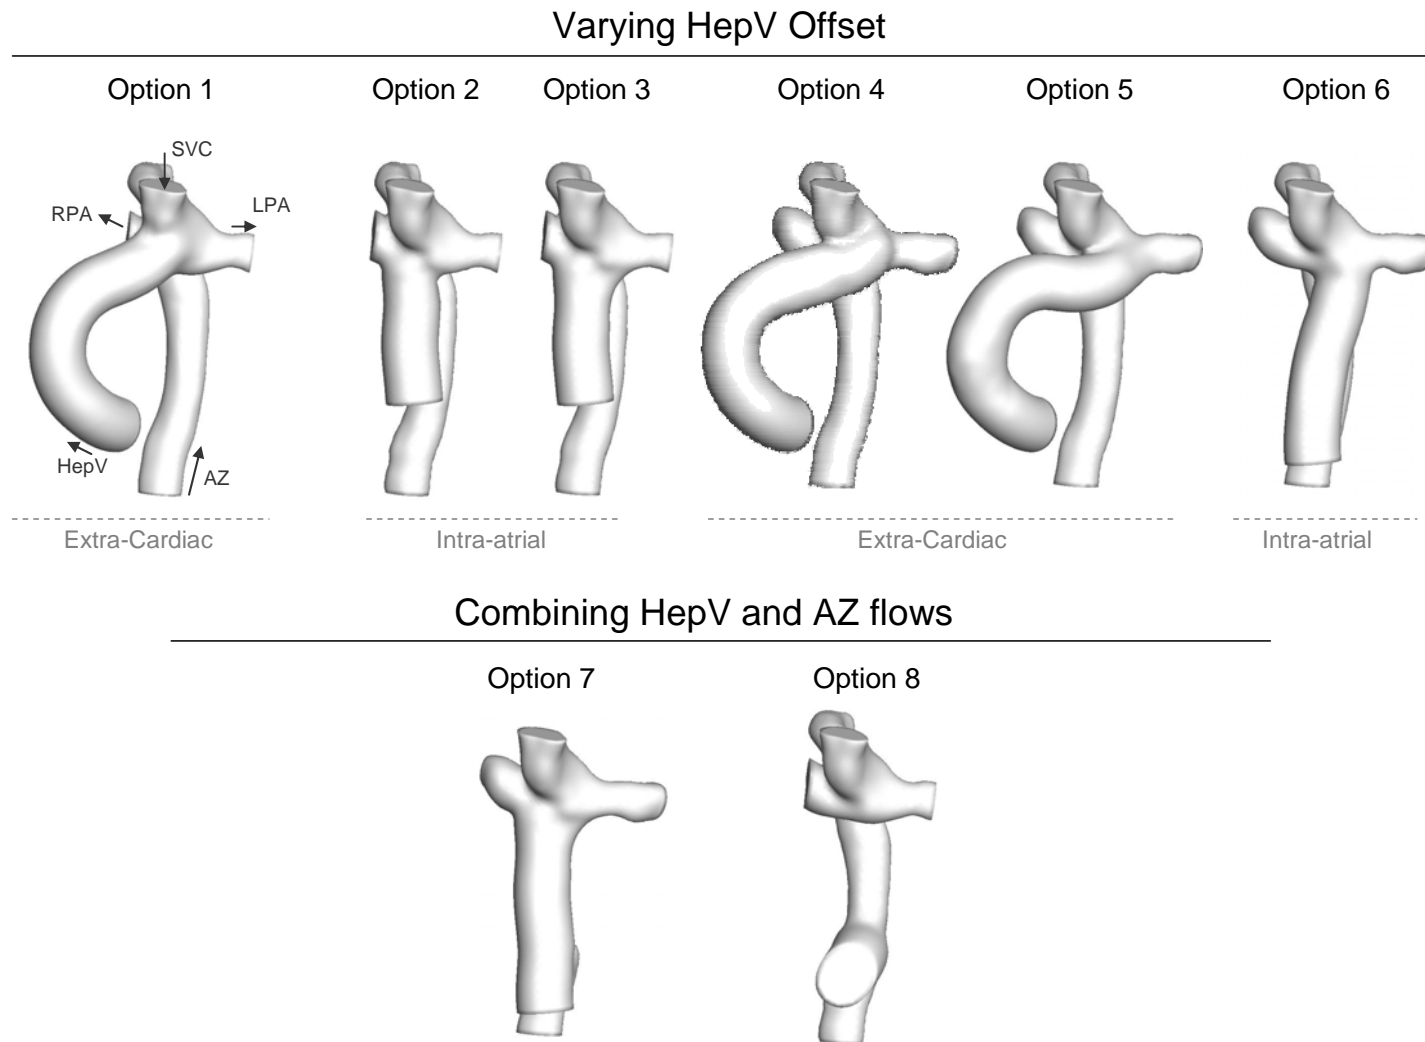 Varying HepV Offset
Option 1
Option 2
Option 3
Option 4
Option 5
Option 6
SVC
RPA
LPA
HepV
AZ
Extra-Cardiac
Intra-atrial
Extra-Cardiac
Intra-atrial
Combining HepV and AZ flows
Option 7
Option 8